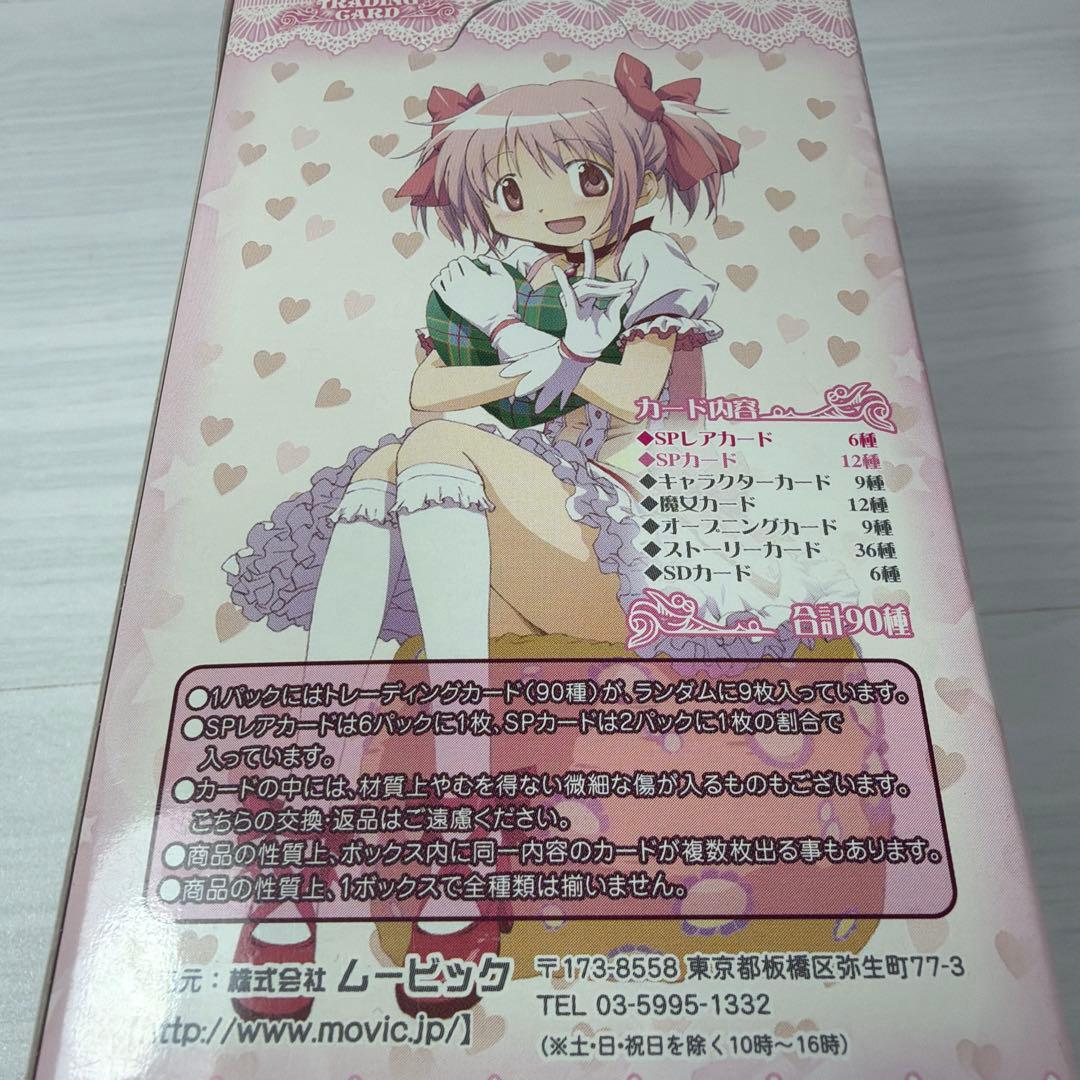 TRADING
CARD
カード内容
◆SPレアカード 6種
◆SPカード 12種
◆キャラクターカード 9種
◆魔女カード 12種
◆オープニングカード 9種
◆ストーリーカード 36種
◆SDカード 6種
合計90種
●1パックにはトレーディングカード(90種)が、ランダムに9枚入っています。
●SPレアカードは6パックに1枚、SPカードは2パックに1枚の割合で
入っています。
●カードの中には、材質上やむを得ない微細な傷が入るものもございます。
こちらの交換・返品はご遠慮ください。
●商品の性質上、ボックス内に同一内容のカードが複数枚出る事もあります。
●商品の性質上、1ボックスで全種類は揃いません。
元:株式会社 ムービック 〒173-8558 東京都板橋区弥生町77-3
TEL 03-5995-1332
http://www.movic.jp/】
(※土・日・祝日を除く10時〜16時)